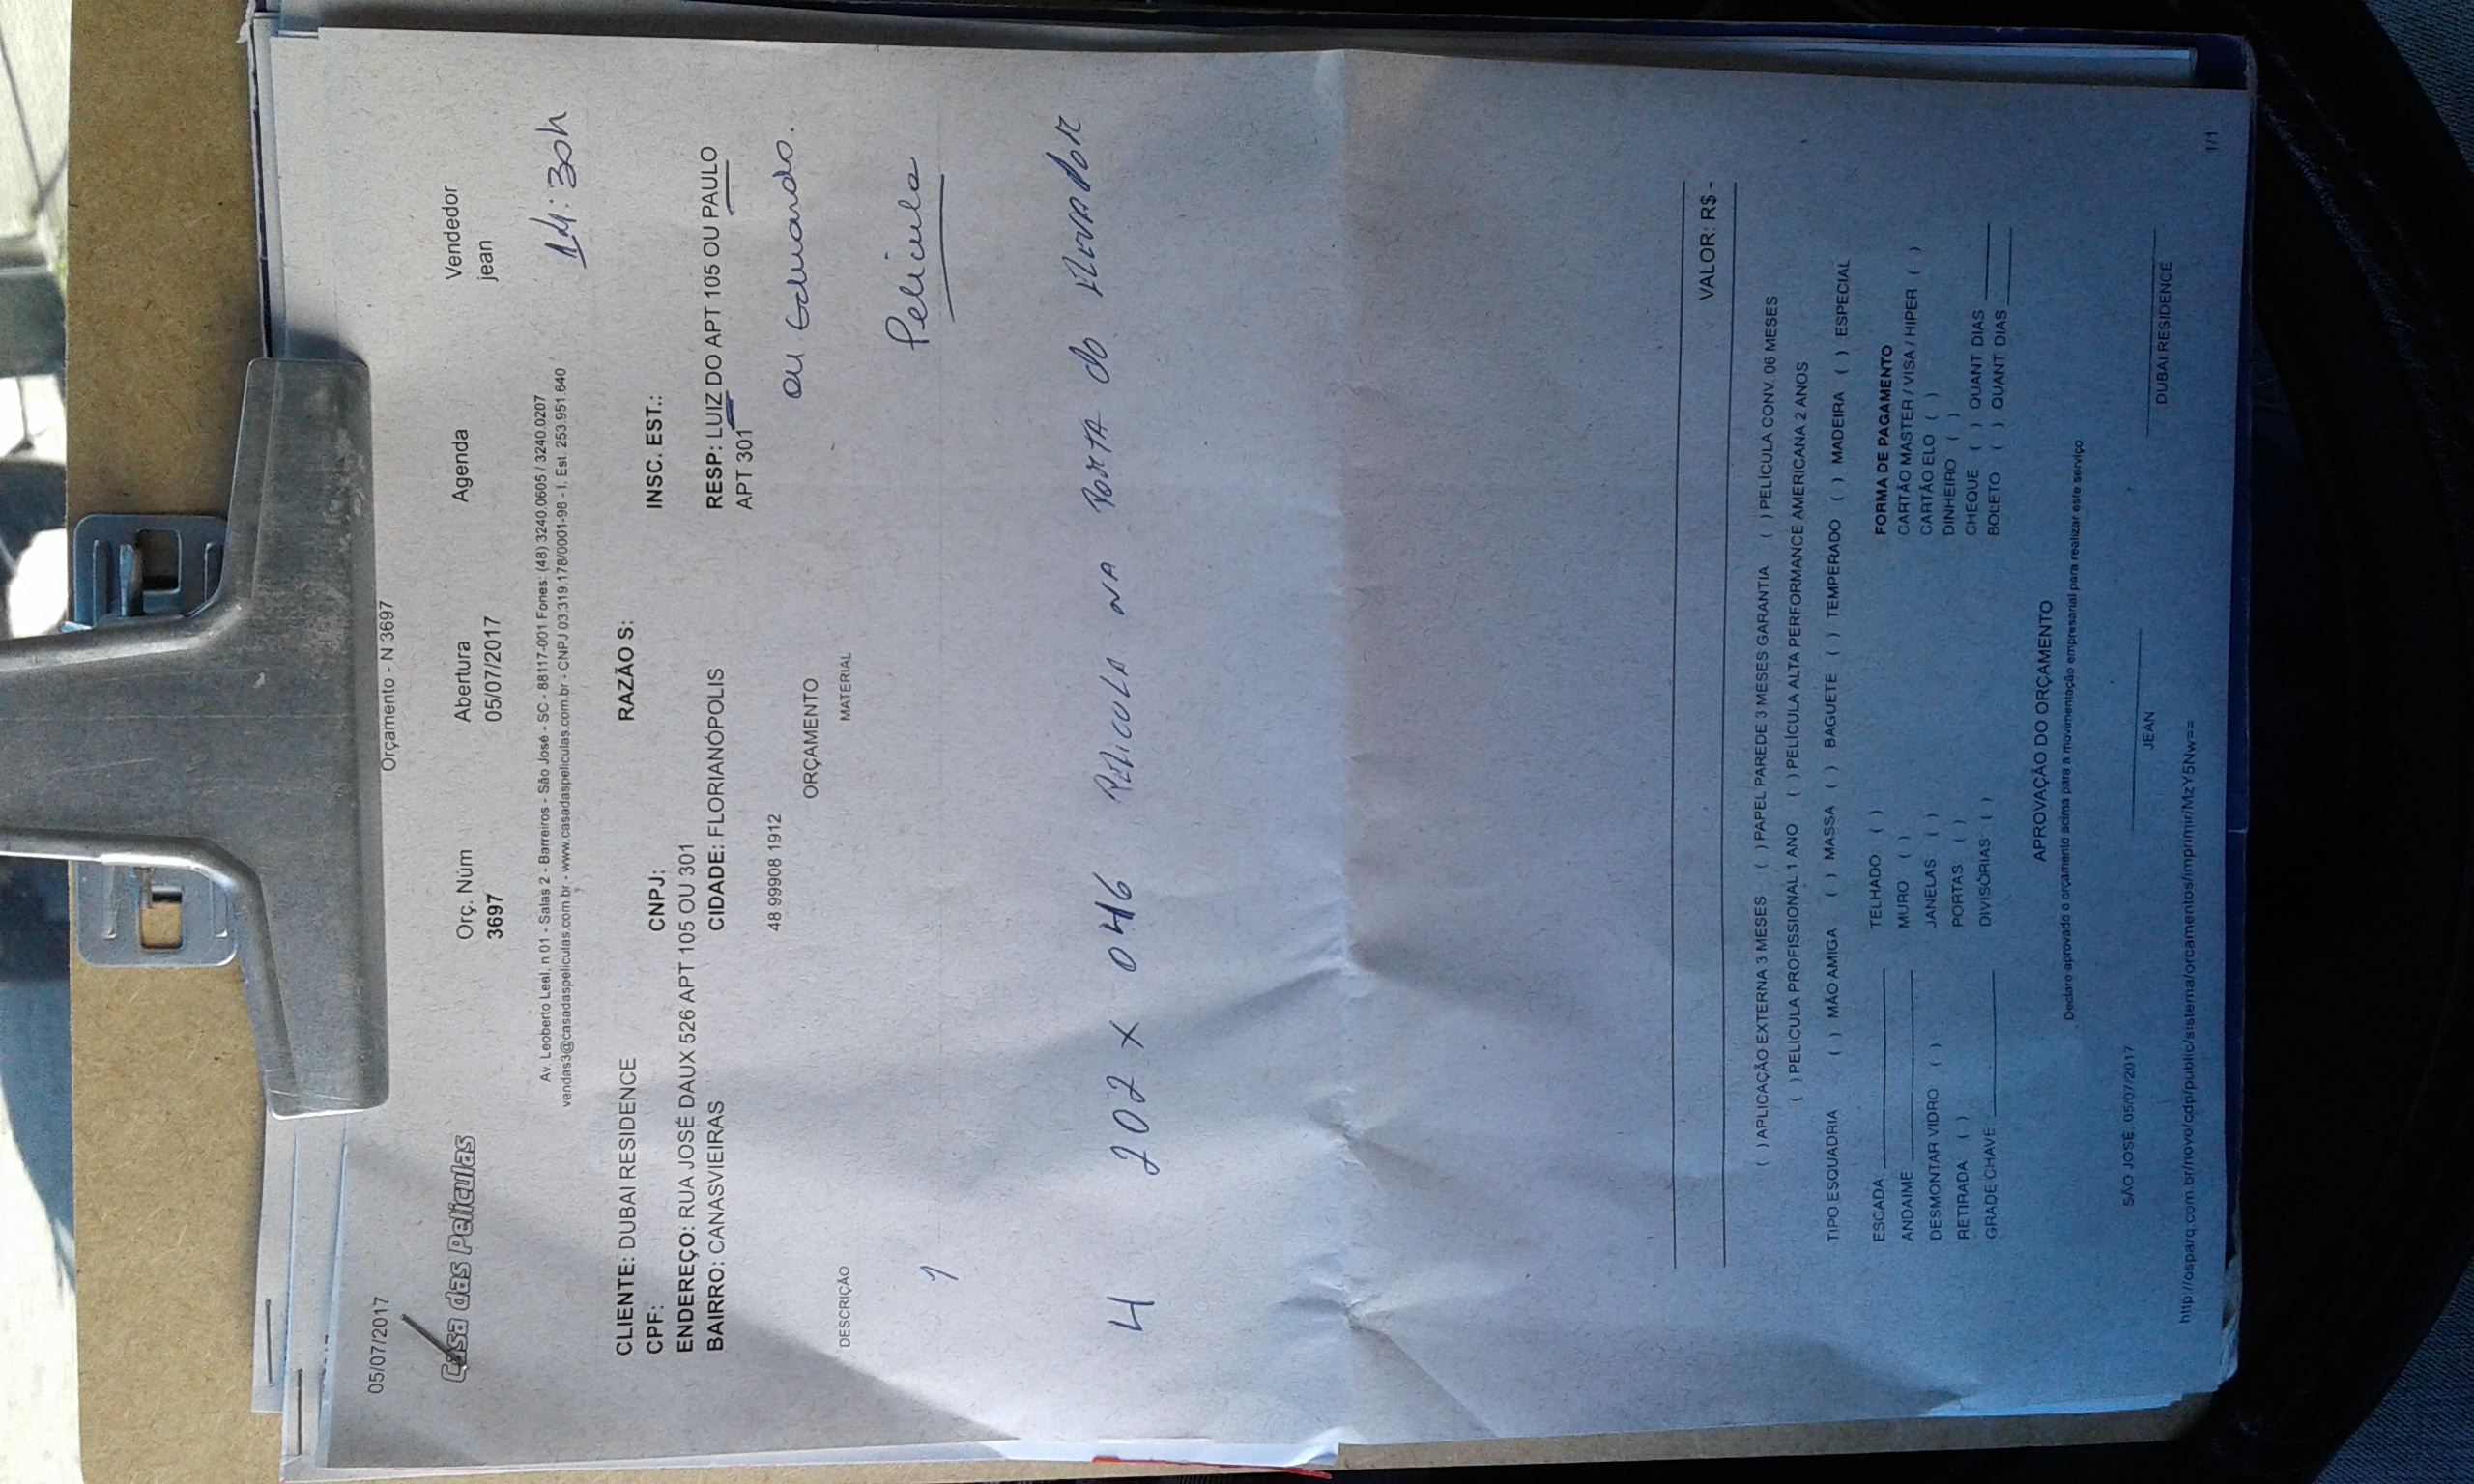 05/07/2017
Orçamento - N 3697
Casa das Películas
Orç. Núm
3697
Abertura
05/07/2017
Agenda
Vendedor
jean
Av. Leoberto Leal, n 01 - Salas 2 - Barreiros - São José - SC - 88117-001 Fones: (48) 3240.0605 / 3240.0207
vendas3@casadaspeliculas.com.br - www.casadaspeliculas.com.br - CNPJ 03.319.178/0001-98 - I. Est. 253.951.640
14:30h
CLIENTE: DUBAI RESIDENCE
RAZÃO S:
CPF:
CNPJ:
INSC. EST.:
ENDEREÇO: RUA JOSÉ DAUX 526 APT 105 OU 301
BAIRRO: CANASVIEIRAS
CIDADE: FLORIANÓPOLIS
RESP: LUIZ DO APT 105 OU PAULO
APT 301
48 99908 1912
ou Eduardo.
ORÇAMENTO
DESCRIÇÃO
MATERIAL
Pelicula
1
4 202 x 046 PELICULA NA PORTA do ELEVADOR
VALOR: R$ -
( ) APLICAÇÃO EXTERNA 3 MESES ( ) PAPEL PAREDE 3 MESES GARANTIA ( ) PELÍCULA CONV. 06 MESES
( ) PELÍCULA PROFISSIONAL 1 ANO ( ) PELÍCULA ALTA PERFORMANCE AMERICANA 2 ANOS
TIPO ESQUADRIA ( ) MÃO AMIGA ( ) MASSA ( ) BAGUETE ( ) TEMPERADO ( ) MADEIRA ( ) ESPECIAL
ESCADA
ANDAIME
DESMONTAR VIDRO ( )
RETIRADA ( )
GRADE CHAVE
TELHADO ( )
MURO ( )
JANELAS ( )
PORTAS ( )
DIVISÓRIAS ( )
FORMA DE PAGAMENTO
CARTÃO MASTER / VISA / HIPER ( )
CARTÃO ELO ( )
DINHEIRO ( )
CHEQUE ( ) QUANT DIAS
BOLETO ( ) QUANT DIAS
APROVAÇÃO DO ORÇAMENTO
Declaro aprovado o orçamento acima para a movimentação empresarial para realizar este serviço
SÃO JOSÉ, 05/07/2017
JEAN
DUBAI RESIDENCE
http://osparq.com.br/novo/cdp/public/sistema/orcamentos/imprimir/MzY5Nw==
1/1